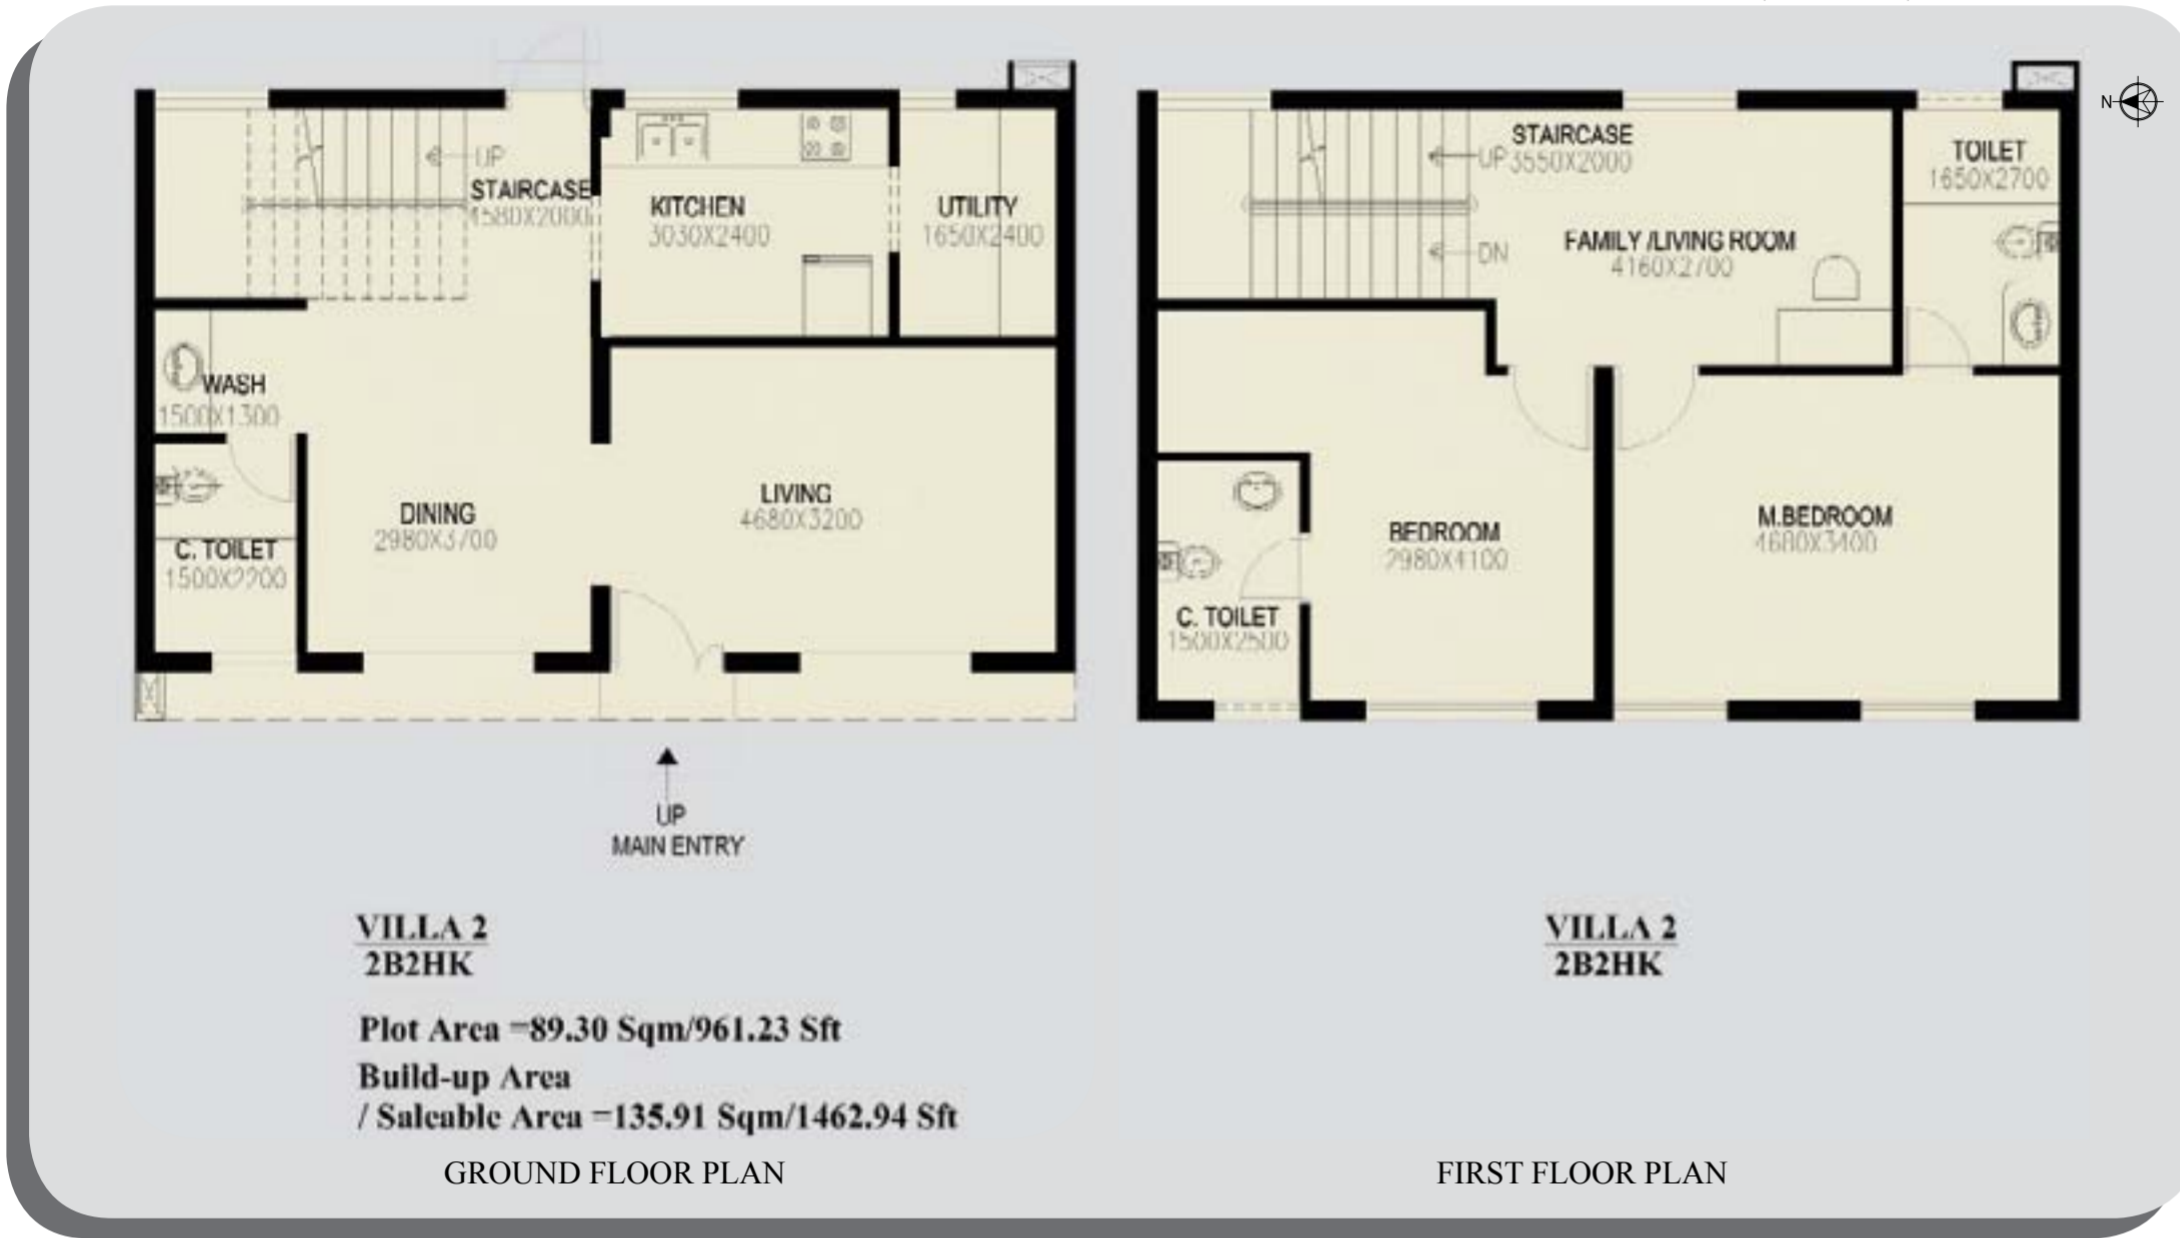 N
STAIRCASE
UP
4580X2000
KITCHEN
3030X2400
UTILITY
1650X2400
WASH
1500X1300
C. TOILET
1500X2200
DINING
2980X3700
LIVING
4680X3200
UP
MAIN ENTRY
VILLA 2
2B2HK
Plot Area =89.30 Sqm/961.23 Sft
Build-up Area
/ Saleable Area =135.91 Sqm/1462.94 Sft
GROUND FLOOR PLAN
STAIRCASE
UP 3550X2000
DN
FAMILY /LIVING ROOM
4160X2700
TOILET
1650X2700
BEDROOM
2980X4100
M.BEDROOM
4680X3400
C. TOILET
1500X2500
VILLA 2
2B2HK
FIRST FLOOR PLAN